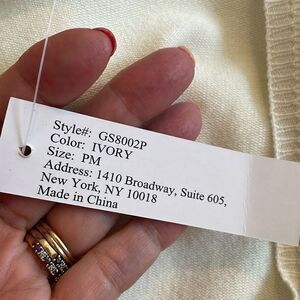 Style#: GS8002P
Color: IVORY
Size: PM
Address: 1410 Broadway, Suite 605,
New York, NY 10018
Made in China